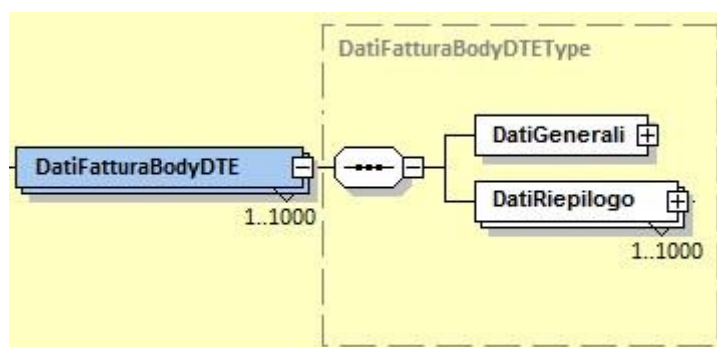 DatiFatturaBodyDTEType
DatiGenerali
DatiFatturaBodyDTE
DatiRiepilogo
1..1000
1..1000